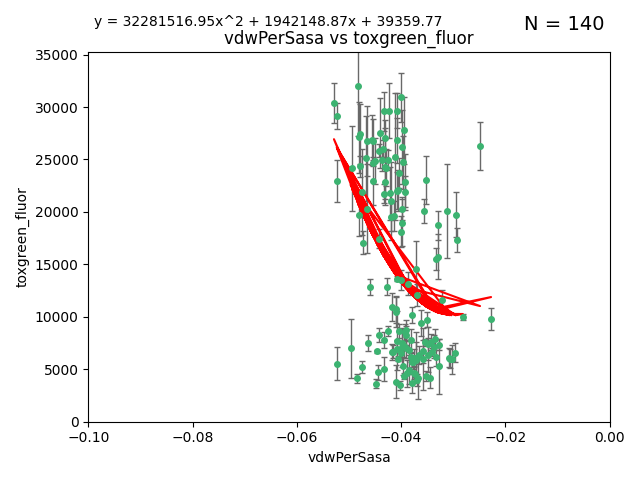 y = 32281516.95x^2 + 1942148.87x + 39359.77
N = 140
vdwPerSasa vs toxgreen_fluor
35000
30000
25000
20000
15000
10000
5000
0
toxgreen_fluor
−0.10
−0.08
−0.06
−0.04
−0.02
0.00
vdwPerSasa